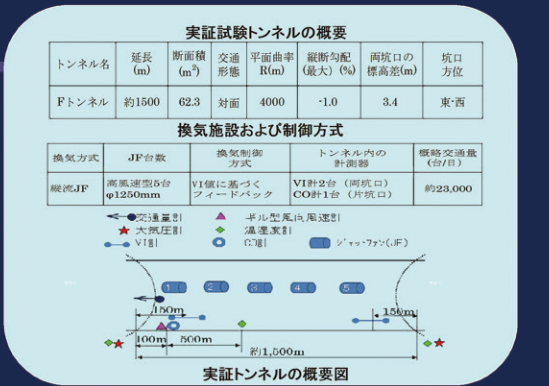 実証試験トンネルの概要
トンネル名 延長(m) 断面積(m²) 交通形態 平面曲率R(m) 縦断勾配(最大)(%) 両坑口の標高差(m) 坑口方位
Fトンネル 約1500 62.3 対面 4000 -1.0 3.4 東-西
換気施設および制御方式
換気方式 JF台数 換気制御方式 トンネル内の計測器 概略交通量(台/日)
縦流JF 高風速型5台 φ1250mm VI値に基づくフィードバック VI計2台(両坑口) CO計1台(片坑口) 約23,000
交通量計 ギル型風向風速計
大気圧計 温湿度計
VI計 CO計 ジェットファン(JF)
1 2 3 4 5
150m 150m
100m 500m
約1,500m
実証トンネルの概要図